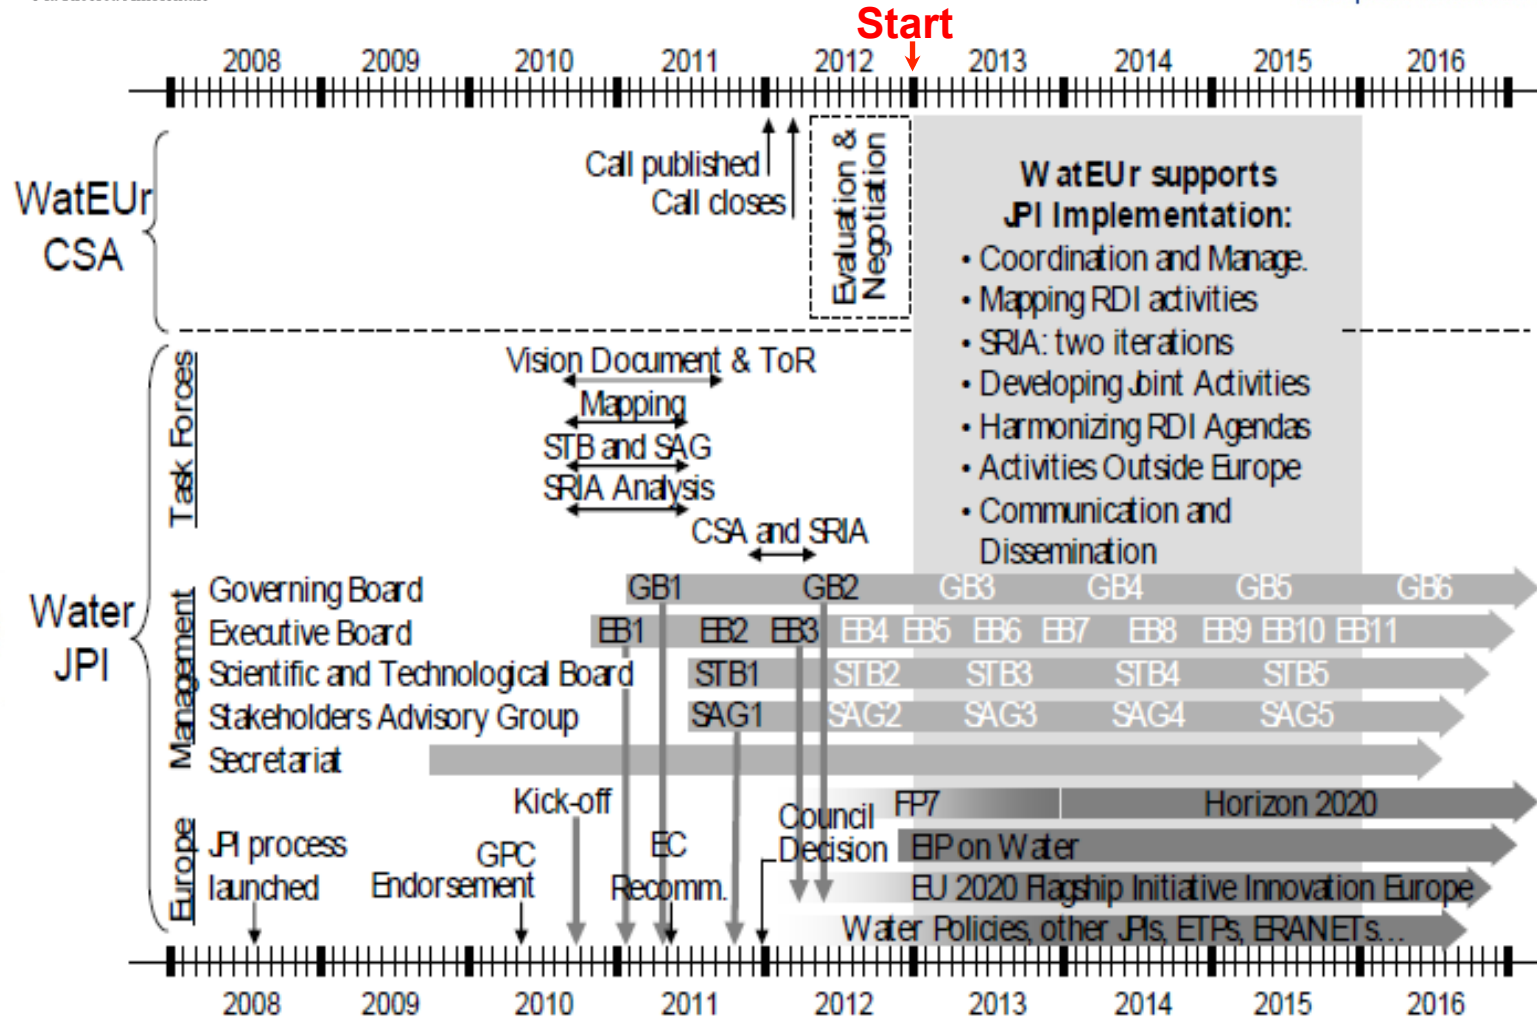 Start
2008 2009 2010 2011 2012 2013 2014 2015 2016
WatEUr
CSA
Call published
Call closes
Evaluation &
Negotiation
WatEUr supports
JPI Implementation:
• Coordination and Manage.
• Mapping RDI activities
• SRIA: two iterations
• Developing Joint Activities
• Harmonizing RDI Agendas
• Activities Outside Europe
• Communication and
Dissemination
Water
JPI
Task Forces
Vision Document & ToR
Mapping
STB and SAG
SRIA Analysis
CSA and SRIA
Management
Governing Board GB1 GB2 GB3 GB4 GB5 GB6
Executive Board EB1 EB2 EB3 EB4 EB5 EB6 EB7 EB8 EB9 EB10 EB11
Scientific and Technological Board STB1 STB2 STB3 STB4 STB5
Stakeholders Advisory Group SAG1 SAG2 SAG3 SAG4 SAG5
Secretariat
Europe
JPI process
launched
GPC
Endorsement
Kick-off
EC
Recomm.
Council
Decision
FP7 Horizon 2020
EIP on Water
EU 2020 Flagship Initiative Innovation Europe
Water Policies, other JPIs, ETPs, ERANETs...
2008 2009 2010 2011 2012 2013 2014 2015 2016